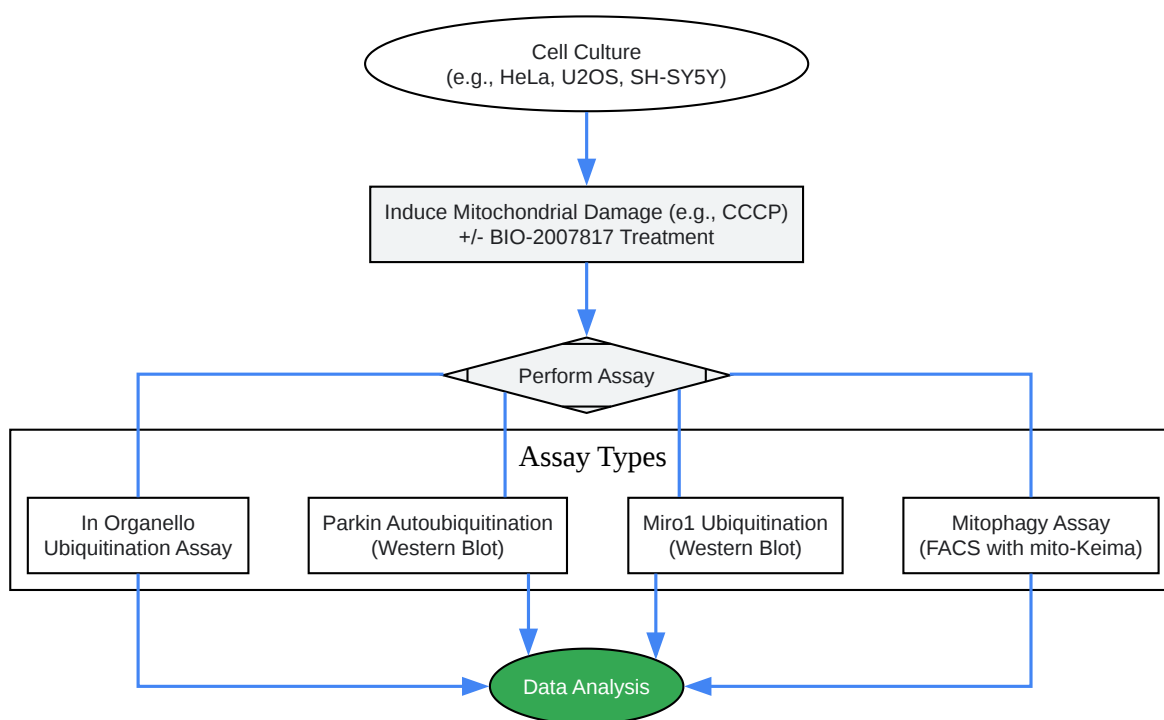 Cell Culture
(e.g., HeLa, U2OS, SH-SY5Y)
Induce Mitochondrial Damage (e.g., CCCP)
+/- BIO-2007817 Treatment
Perform Assay
Assay Types
In Organello
Ubiquitination Assay
Parkin Autoubiquitination
(Western Blot)
Miro1 Ubiquitination
(Western Blot)
Mitophagy Assay
(FACS with mito-Keima)
Data Analysis